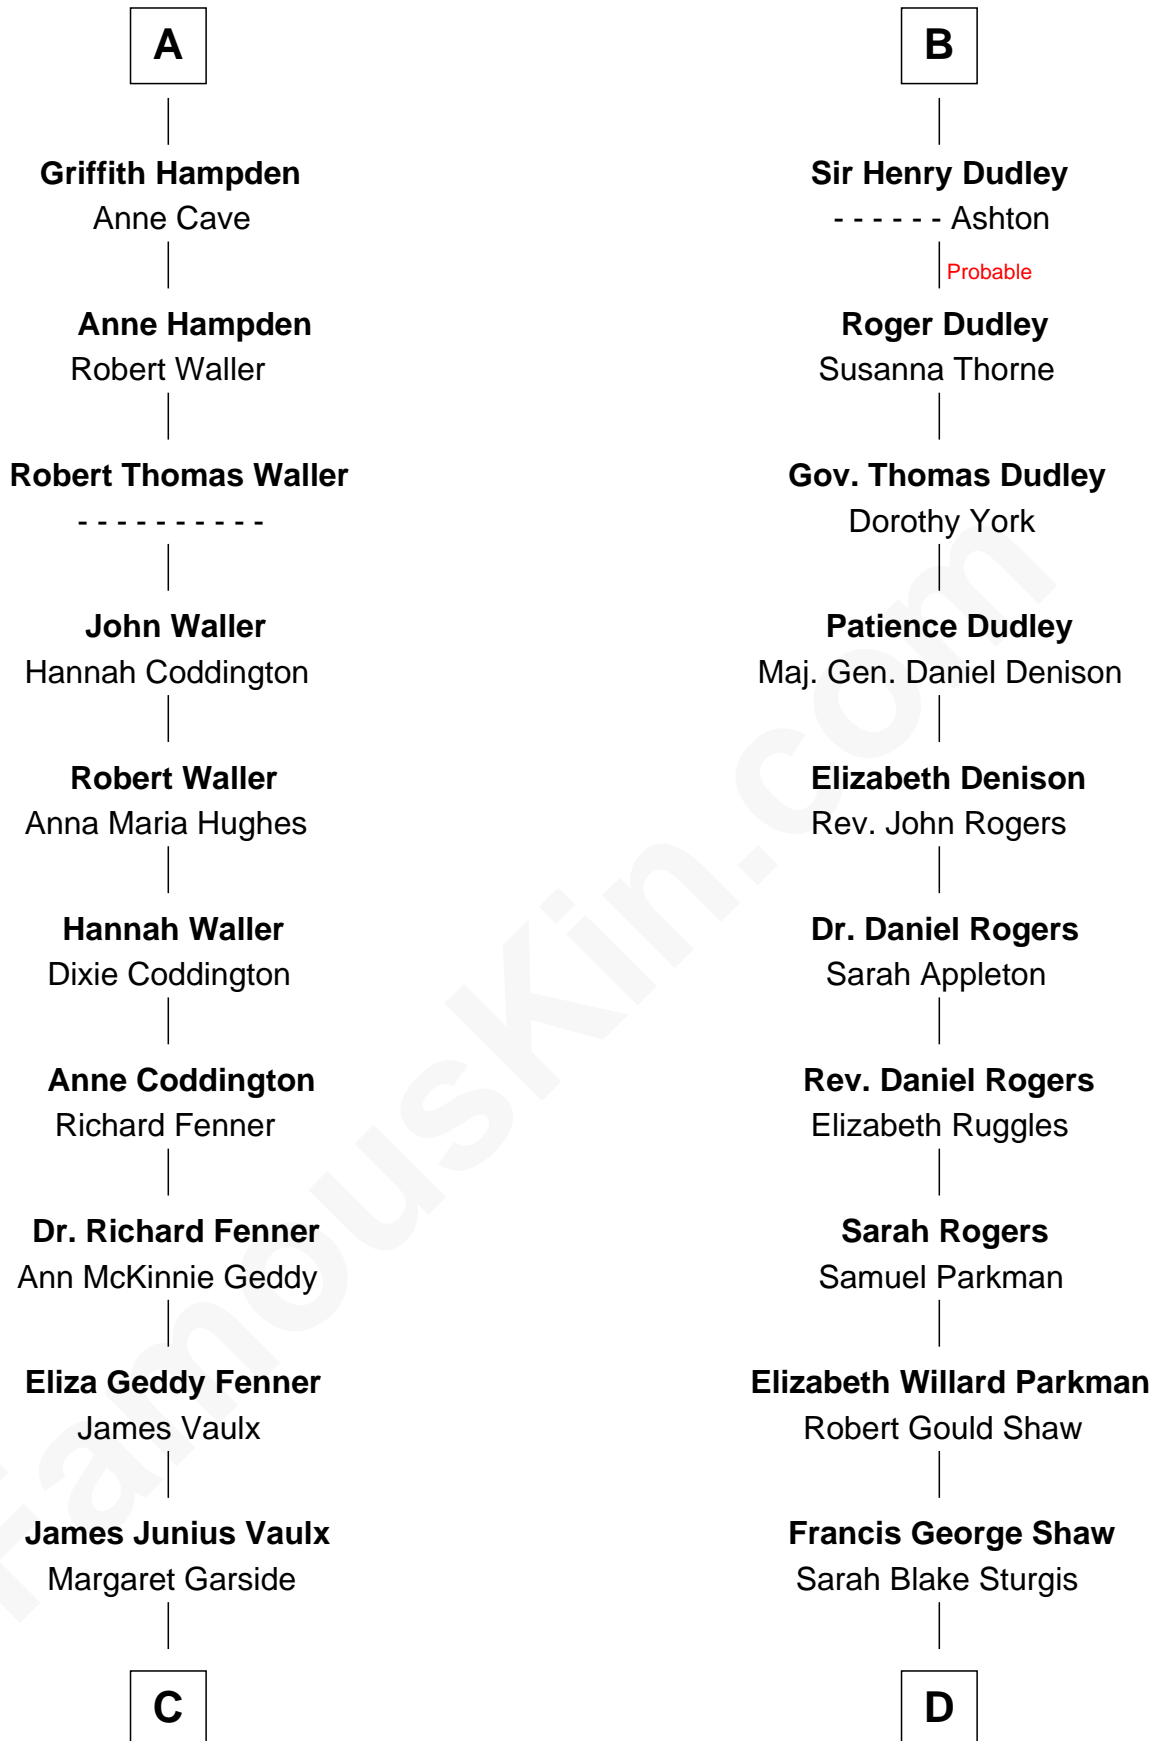 A
Griffith Hampden
Anne Cave
Anne Hampden
Robert Waller
Robert Thomas Waller
- - - - - - - - - -
John Waller
Hannah Coddington
Robert Waller
Anna Maria Hughes
Hannah Waller
Dixie Coddington
Anne Coddington
Richard Fenner
Dr. Richard Fenner
Ann McKinnie Geddy
Eliza Geddy Fenner
James Vaulx
James Junius Vaulx
Margaret Garside
C
B
Sir Henry Dudley
- - - - - - Ashton
Probable
Roger Dudley
Susanna Thorne
Gov. Thomas Dudley
Dorothy York
Patience Dudley
Maj. Gen. Daniel Denison
Elizabeth Denison
Rev. John Rogers
Dr. Daniel Rogers
Sarah Appleton
Rev. Daniel Rogers
Elizabeth Ruggles
Sarah Rogers
Samuel Parkman
Elizabeth Willard Parkman
Robert Gould Shaw
Francis George Shaw
Sarah Blake Sturgis
D
FamousKin.com